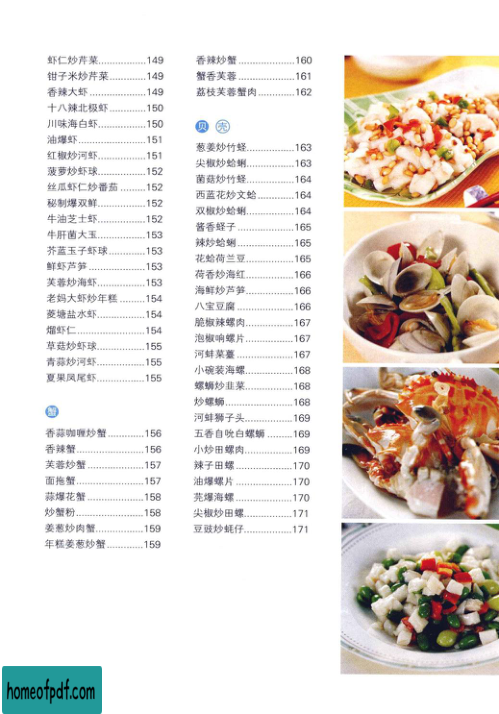 虾仁炒芹菜................149
钳子米炒芹菜............149
香辣大虾...................149
十八辣北极虾............150
川味海白虾................150
油爆虾.......................151
红椒炒河虾................151
菠萝炒虾球................152
丝瓜虾仁炒番茄.........152
秘制爆双鲜................152
牛油芝士虾................152
牛肝菌大玉................153
芥蓝玉子虾球............153
鲜虾芦笋...................153
芙蓉炒海虾................153
老妈大虾炒年糕.........154
菱塘盐水虾................154
熘虾仁.......................154
草菇炒虾球................155
青蒜炒河虾................155
夏果凤尾虾................155
蟹
香蒜咖喱炒蟹............156
香辣蟹.......................156
芙蓉炒蟹...................157
面拖蟹.......................157
蒜爆花蟹...................158
炒蟹粉.......................158
姜葱炒肉蟹................159
年糕姜葱炒蟹............159
香辣炒蟹...................160
蟹香芙蓉...................161
荔枝芙蓉蟹肉............162
贝 壳
葱姜炒竹蛏................163
尖椒炒蛤蜊................163
菌菇炒竹蛏................164
西蓝花炒文蛤............164
双椒炒蛤蜊................164
酱香蛏子...................165
辣炒蛤蜊...................165
花蛤荷兰豆................165
荷香炒海红................166
海鲜炒芦笋................166
八宝豆腐...................166
脆椒辣螺肉................167
泡椒响螺片................167
河蚌菜薹...................167
小碗装海螺................168
螺蛳炒韭菜................168
炒螺蛳.......................168
河蚌狮子头................169
五香自吮白螺蛳.........169
小炒田螺肉................169
辣子田螺...................170
油爆螺片...................170
芫爆海螺...................170
尖椒炒田螺................171
豆豉炒蚝仔................171
homeofpdf.com